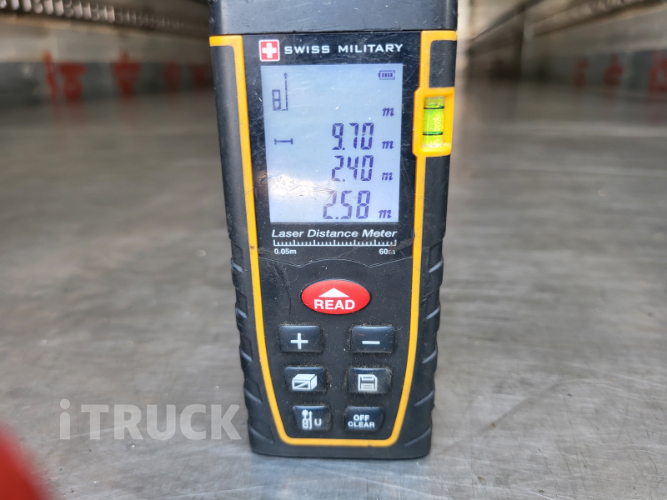 SWISS MILITARY
m
9.70 m
2.40 m
2.58 m
Laser Distance Meter
0.05m 60m
READ
+ −
U OFF CLEAR
iTRUCK